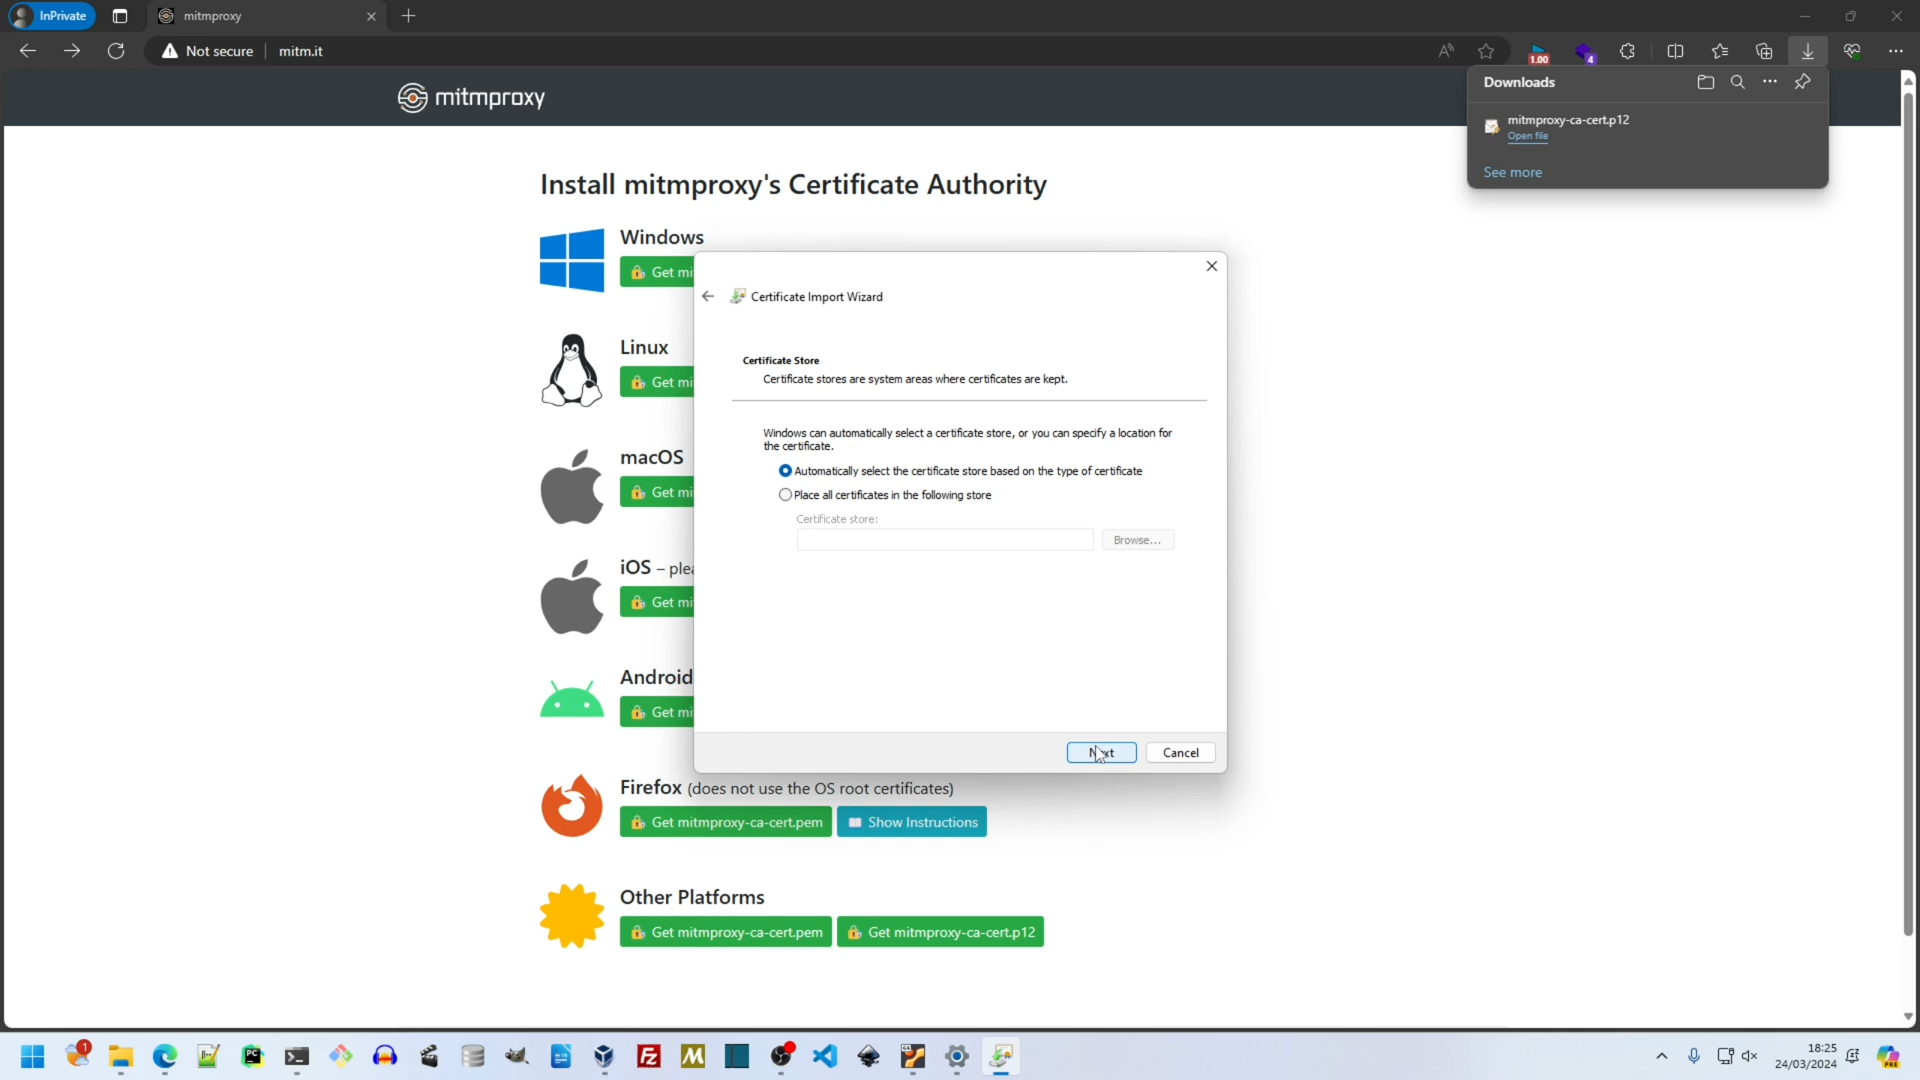 InPrivate
mitmproxy
Not secure
mitm.it
1.00
4
mitmproxy
Downloads
mitmproxy-ca-cert.p12
Open file
See more
Install mitmproxy's Certificate Authority
Windows
Get mi
Linux
Get mi
macOS
Get mi
iOS – plea
Get mi
Android
Get mi
Certificate Import Wizard
Certificate Store
Certificate stores are system areas where certificates are kept.
Windows can automatically select a certificate store, or you can specify a location for
the certificate.
Automatically select the certificate store based on the type of certificate
Place all certificates in the following store
Certificate store:
Browse...
Next
Cancel
Firefox (does not use the OS root certificates)
Get mitmproxy-ca-cert.pem
Show Instructions
Other Platforms
Get mitmproxy-ca-cert.pem
Get mitmproxy-ca-cert.p12
1
PC
FZ
M
18:25
24/03/2024
PRE